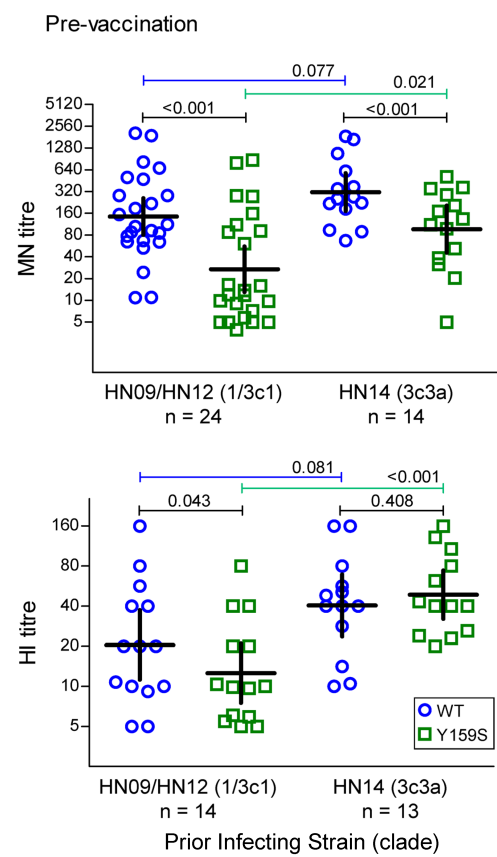 Pre-vaccination
0.077
0.021
<0.001
<0.001
5120
2560
1280
640
320
160
80
40
20
10
5
MN titre
HN09/HN12 (1/3c1)
HN14 (3c3a)
n = 24
n = 14
0.081
<0.001
0.043
0.408
160
80
40
20
10
5
HI titre
WT
Y159S
HN09/HN12 (1/3c1)
HN14 (3c3a)
n = 14
n = 13
Prior Infecting Strain (clade)